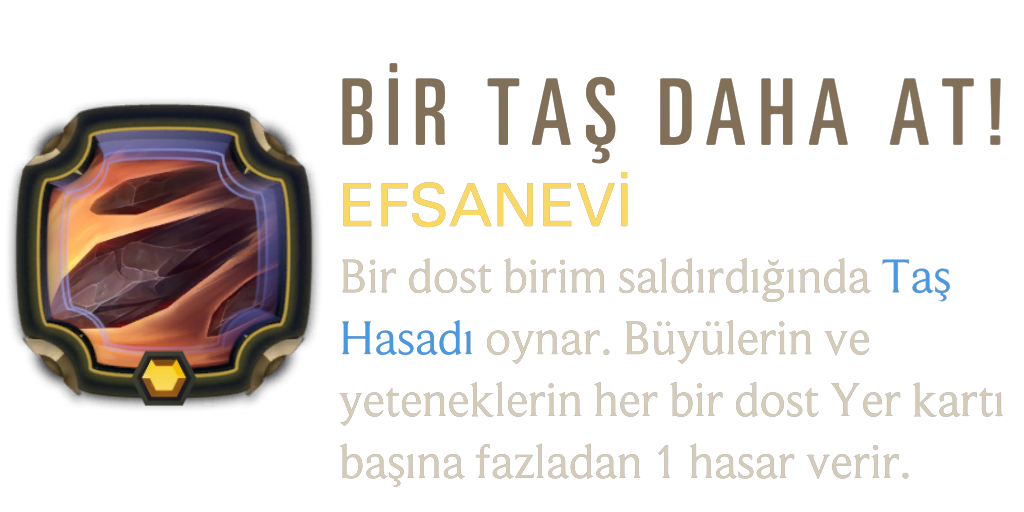 BİR TAŞ DAHA AT!
EFSANEVİ
Bir dost birim saldırdığında Taş
Hasadı oynar. Büyülerin ve
yeteneklerin her bir dost Yer kartı
başına fazladan 1 hasar verir.